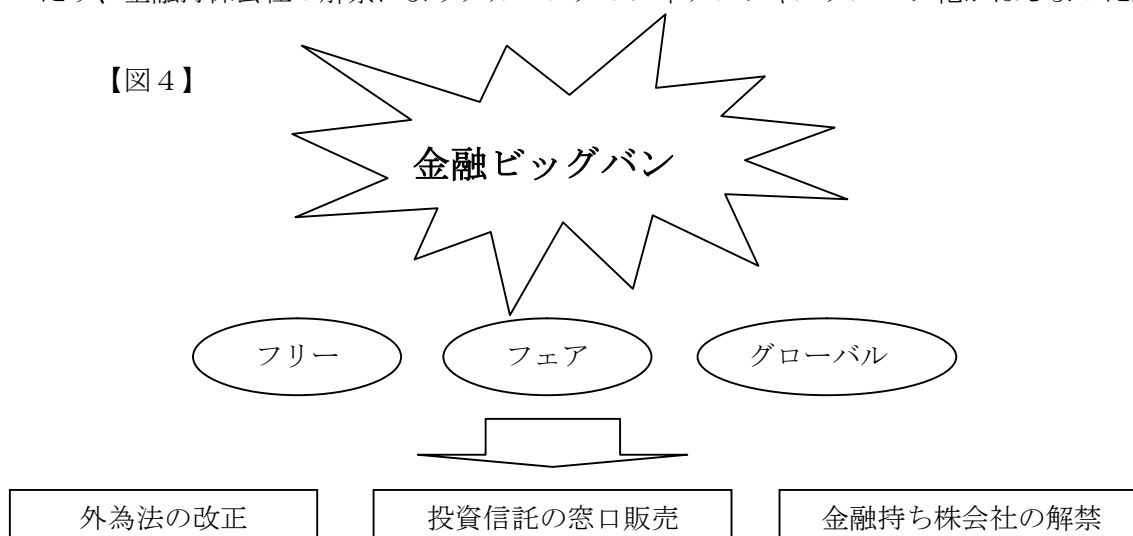 【図４】
金融ビッグバン
フリー
フェア
グローバル
外為法の改正
投資信託の窓口販売
金融持ち株会社の解禁